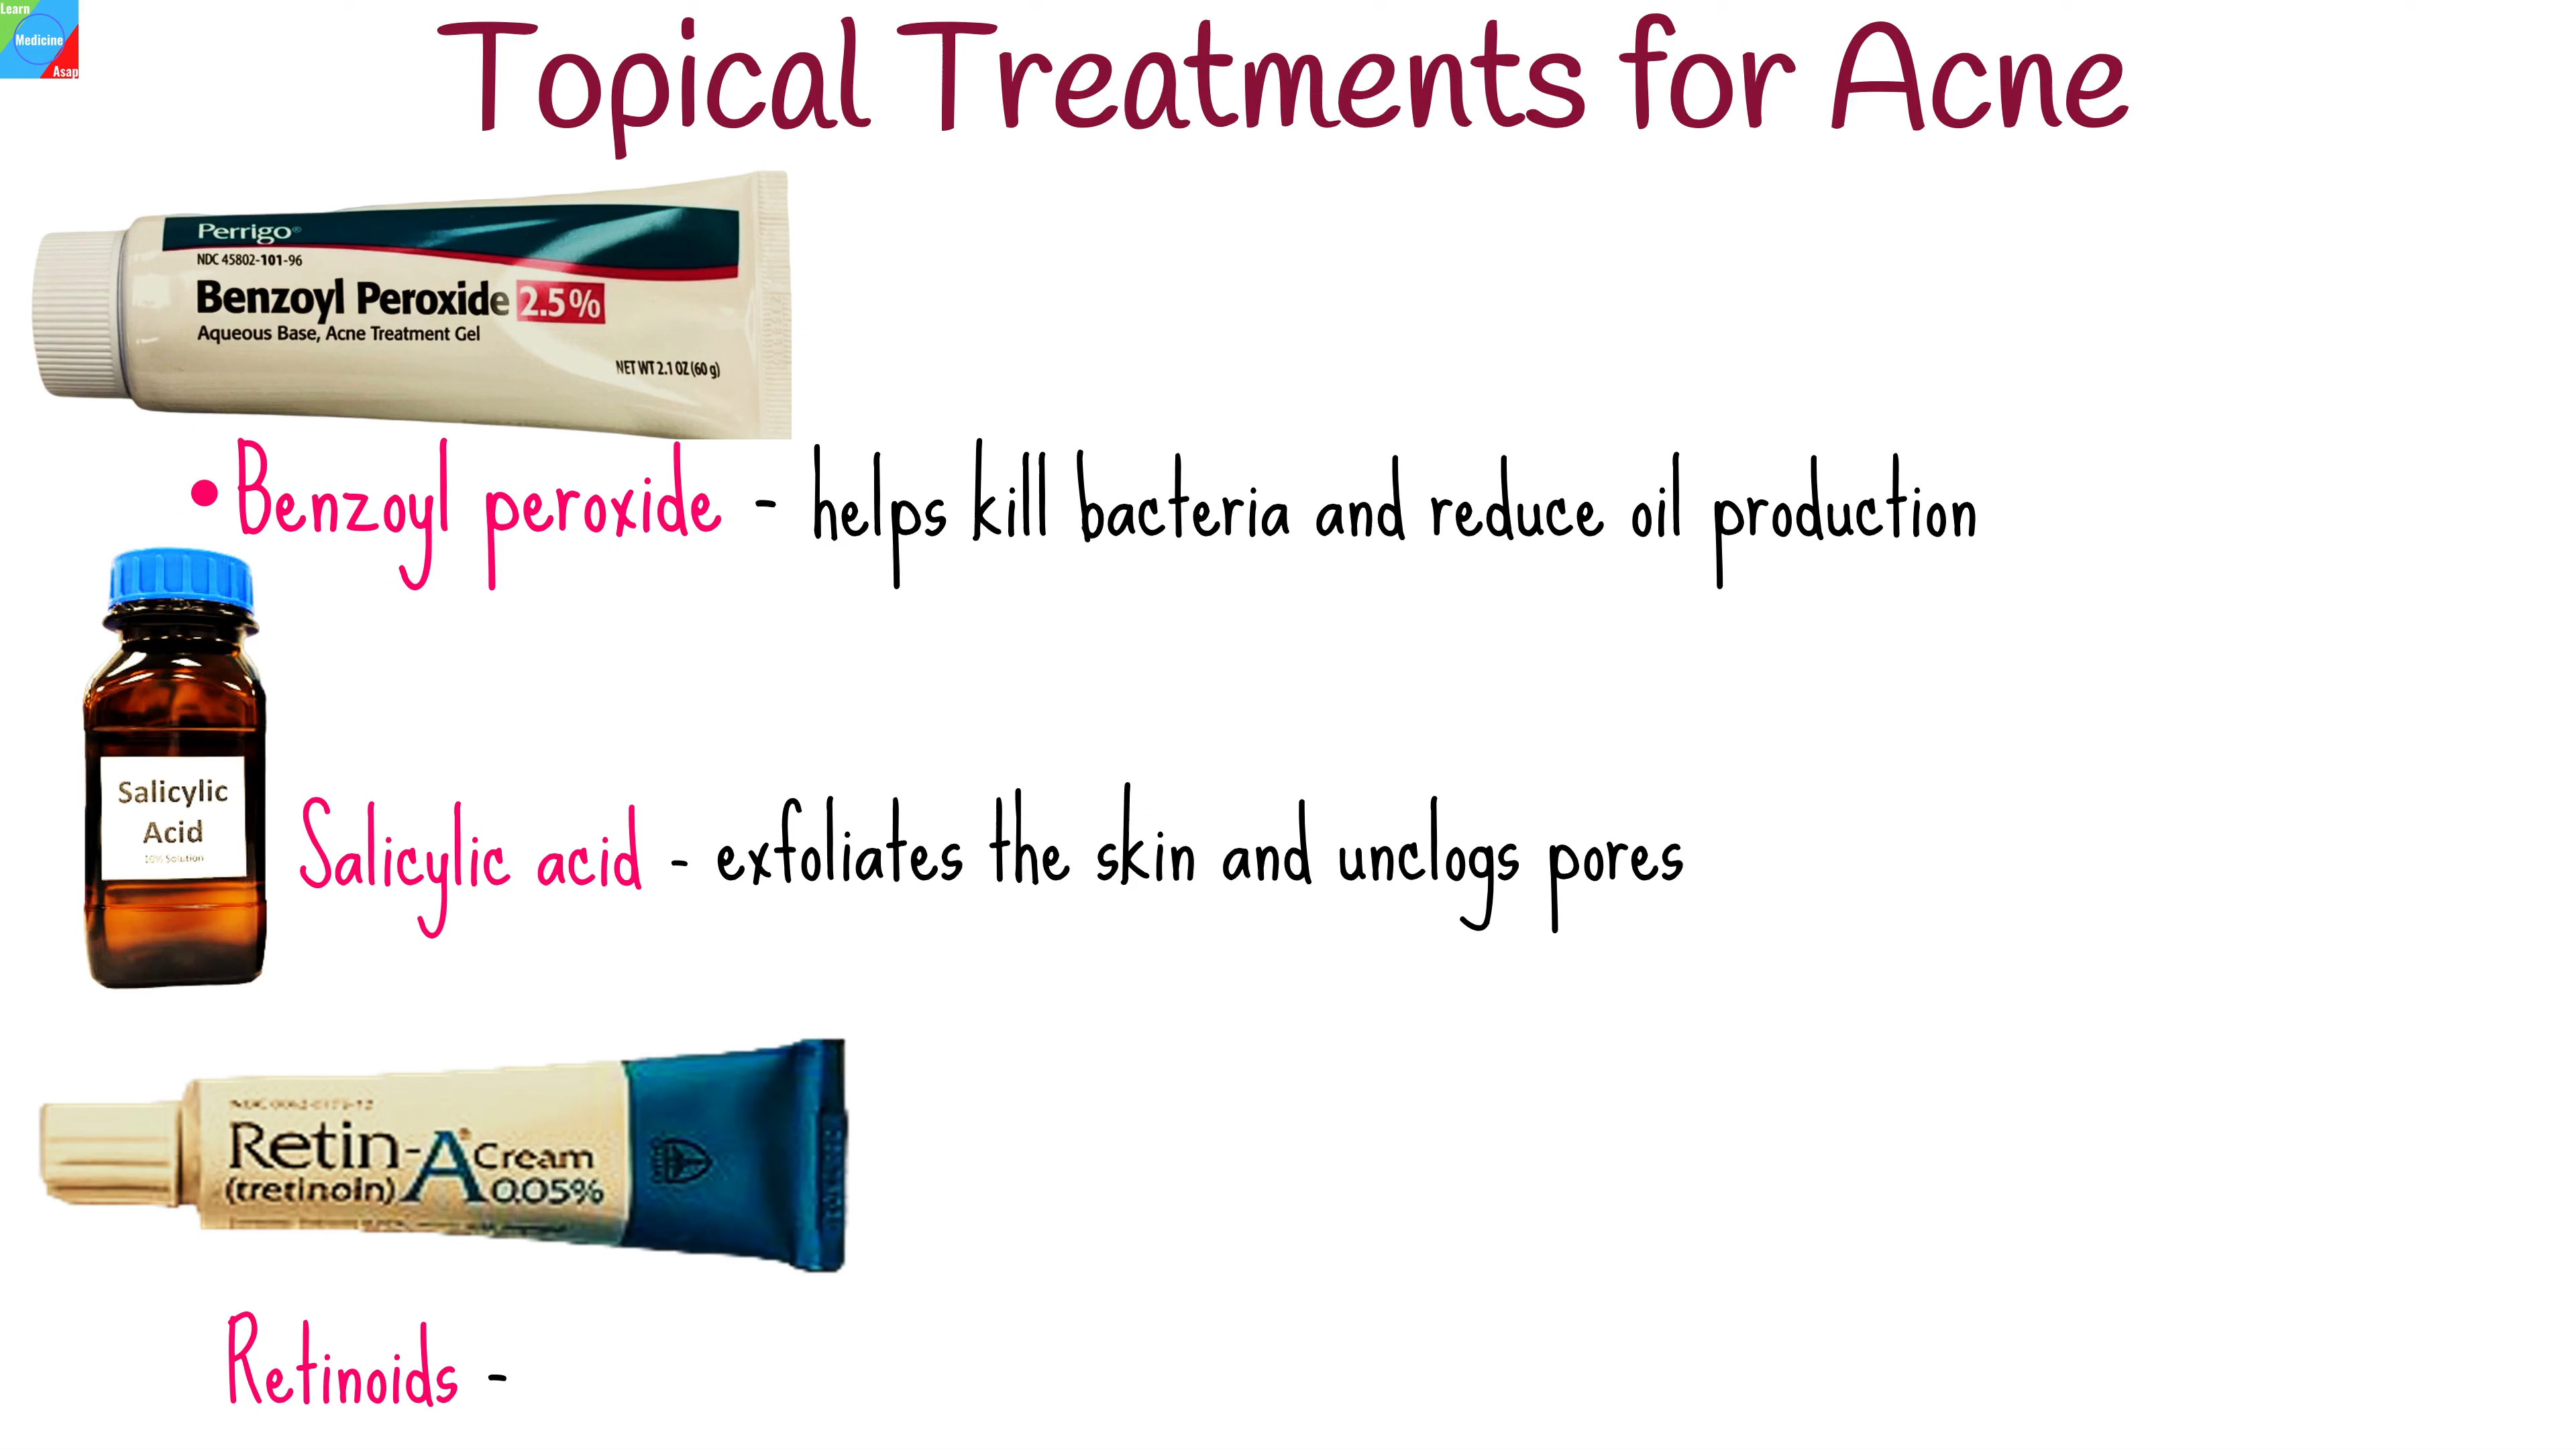 Learn
Medicine
Asap
Topical Treatments for Acne
Perrigo®
NDC 45802-101-96
Benzoyl Peroxide 2.5%
Aqueous Base, Acne Treatment Gel
NET WT 2.1 OZ (60 g)
• Benzoyl peroxide - helps kill bacteria and reduce oil production
Salicylic
Acid
10% Solution
Salicylic acid - exfoliates the skin and unclogs pores
Retin-A® Cream
(tretinoin) 0.05%
Retinoids -